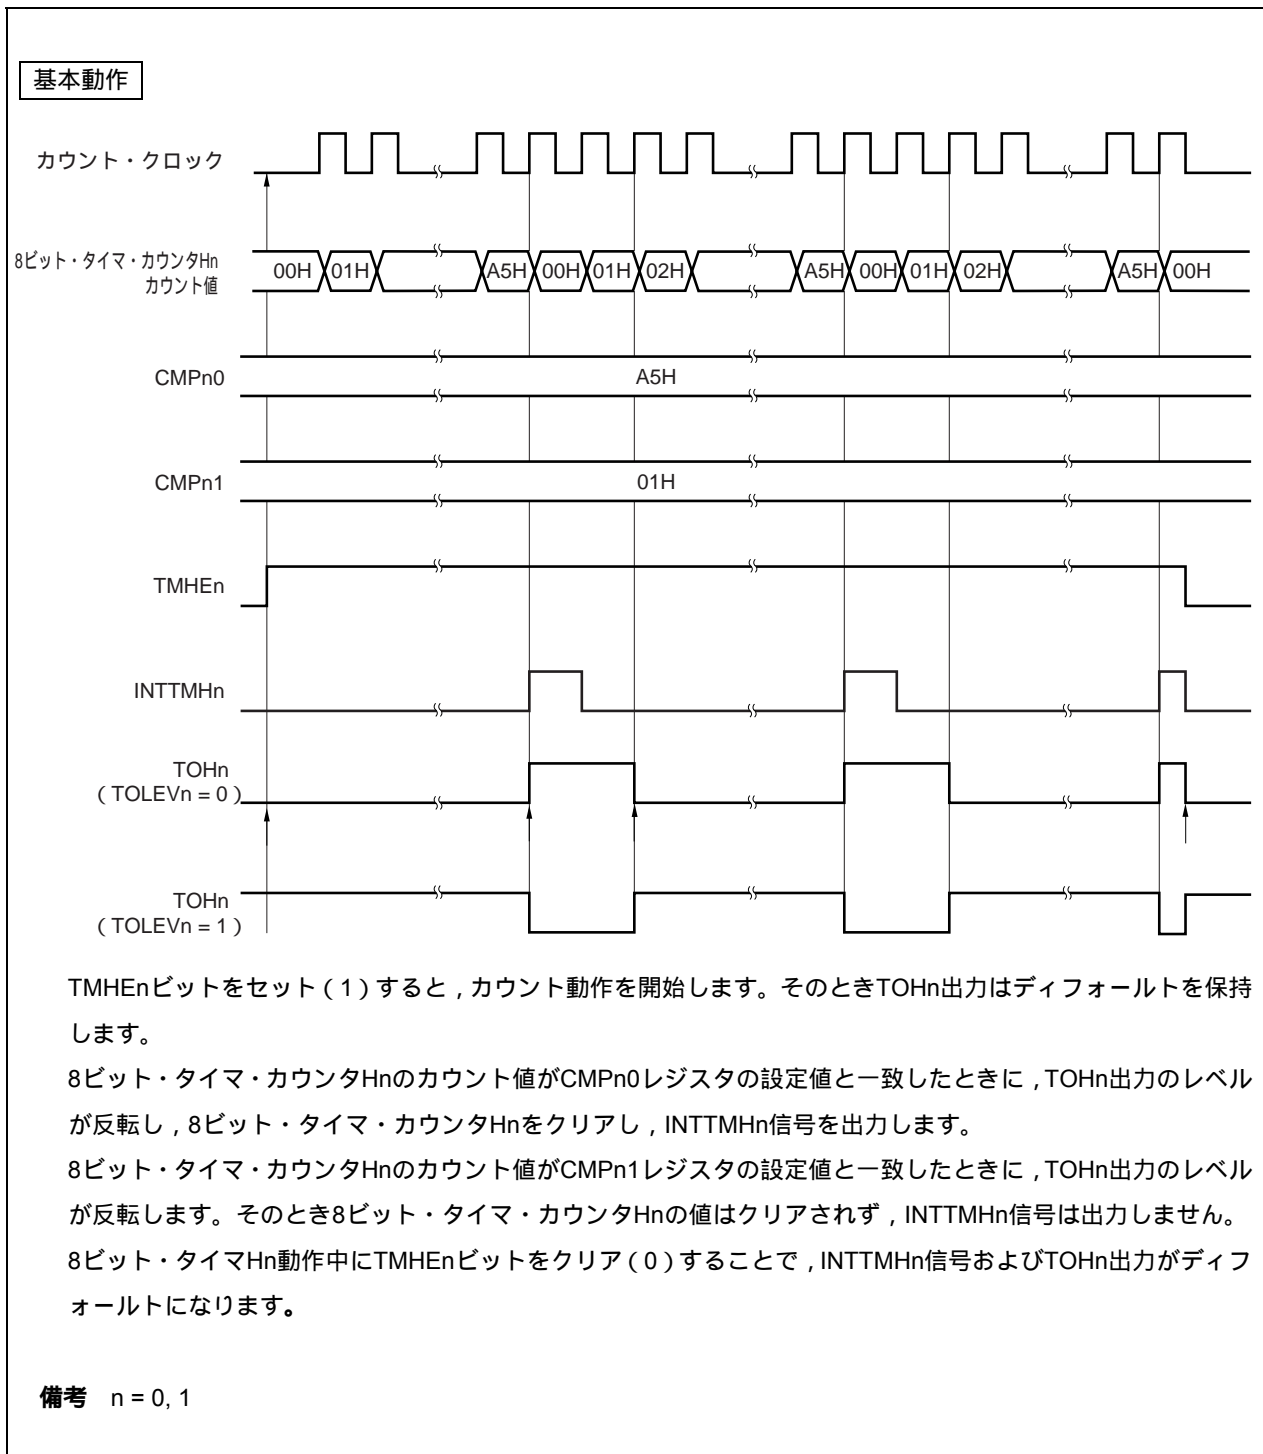 基本動作
カウント・クロック
8ビット・タイマ・カウンタHn
カウント値
00H 01H A5H 00H 01H 02H A5H 00H 01H 02H A5H 00H
CMPn0 A5H
CMPn1 01H
TMHEn
INTTMHn
TOHn
（TOLEVn = 0）
TOHn
（TOLEVn = 1）
TMHEnビットをセット（1）すると，カウント動作を開始します。そのときTOHn出力はディフォールトを保持
します。
8ビット・タイマ・カウンタHnのカウント値がCMPn0レジスタの設定値と一致したときに，TOHn出力のレベル
が反転し，8ビット・タイマ・カウンタHnをクリアし，INTTMHn信号を出力します。
8ビット・タイマ・カウンタHnのカウント値がCMPn1レジスタの設定値と一致したときに，TOHn出力のレベル
が反転します。そのとき8ビット・タイマ・カウンタHnの値はクリアされず，INTTMHn信号は出力しません。
8ビット・タイマHn動作中にTMHEnビットをクリア（0）することで，INTTMHn信号およびTOHn出力がディフ
ォールトになります。
備考 n = 0, 1